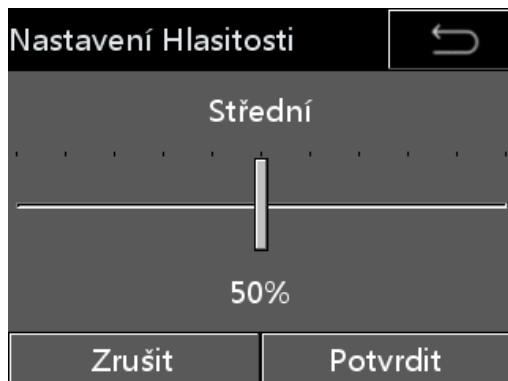 Nastavení Hlasitosti
Střední
50%
Zrušit
Potvrdit